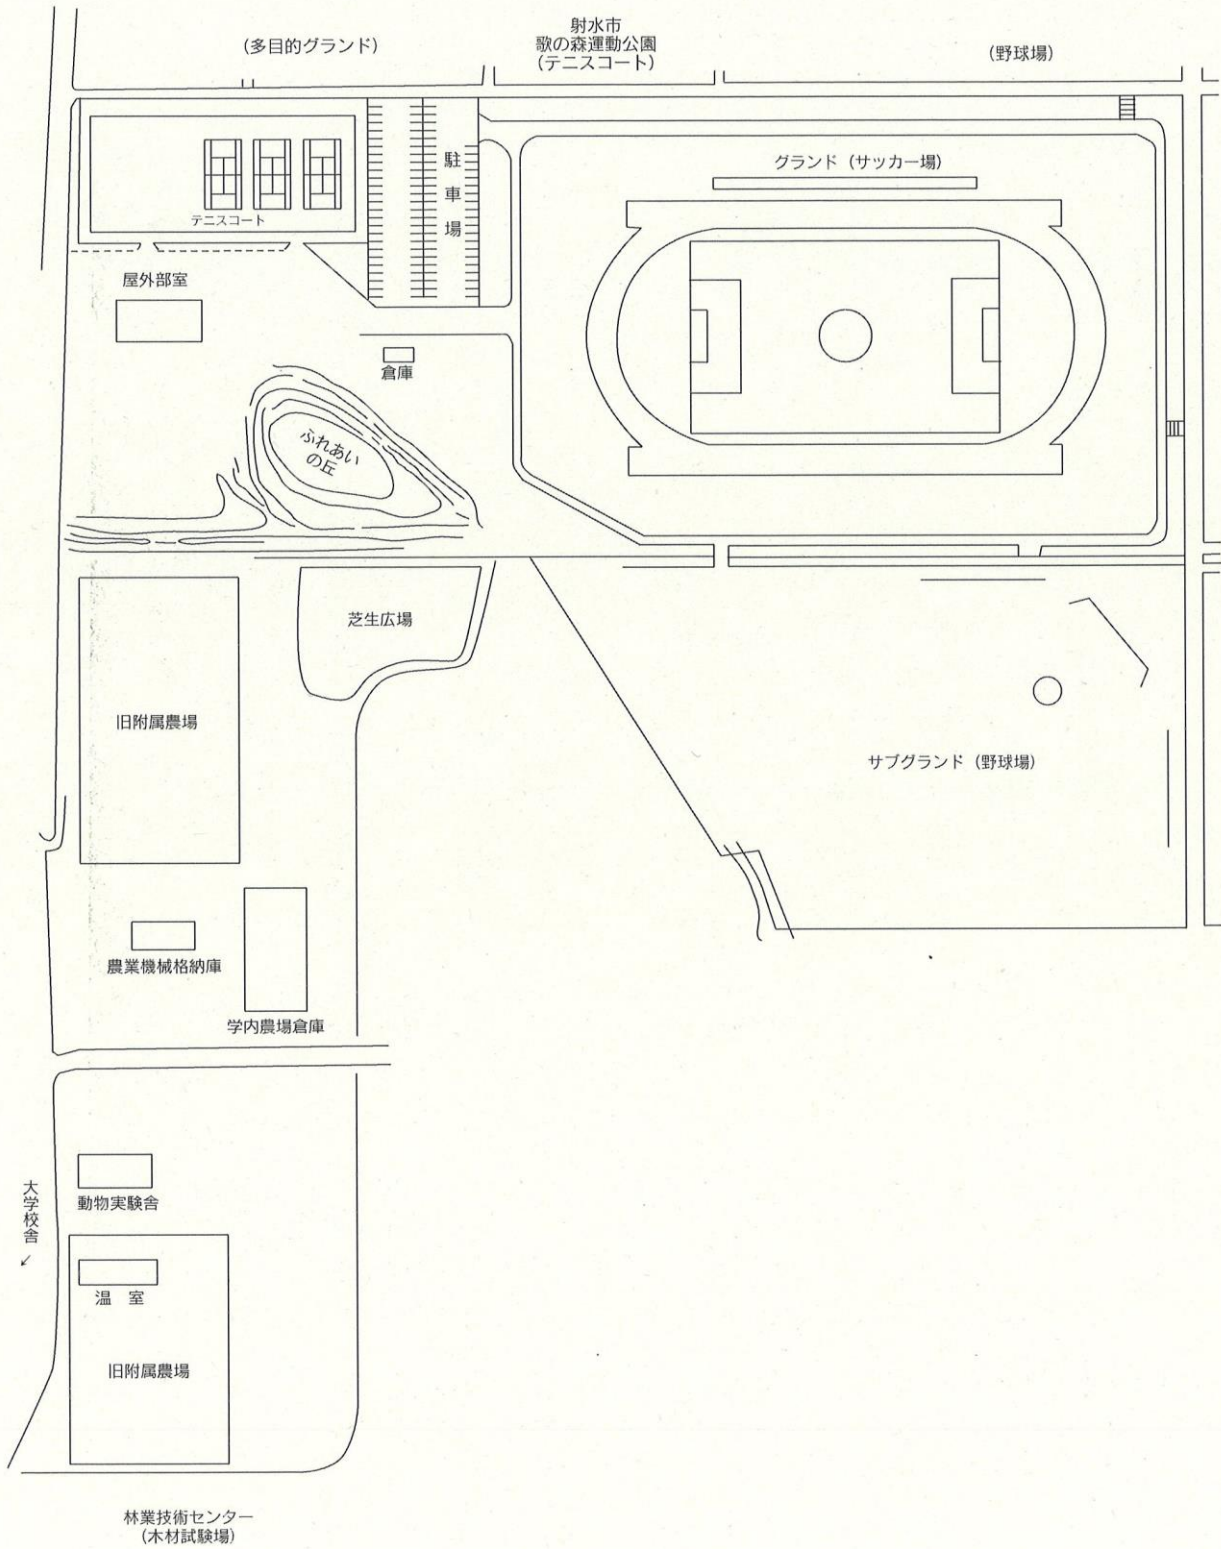 (多目的グランド)
射水市
歌の森運動公園
(テニスコート)
(野球場)
駐車場
グランド(サッカー場)
テニスコート
屋外部室
倉庫
ふれあい
の丘
芝生広場
旧附属農場
サブグランド(野球場)
農業機械格納庫
学内農場倉庫
動物実験舎
大学校舎
↙
温 室
旧附属農場
林業技術センター
(木材試験場)